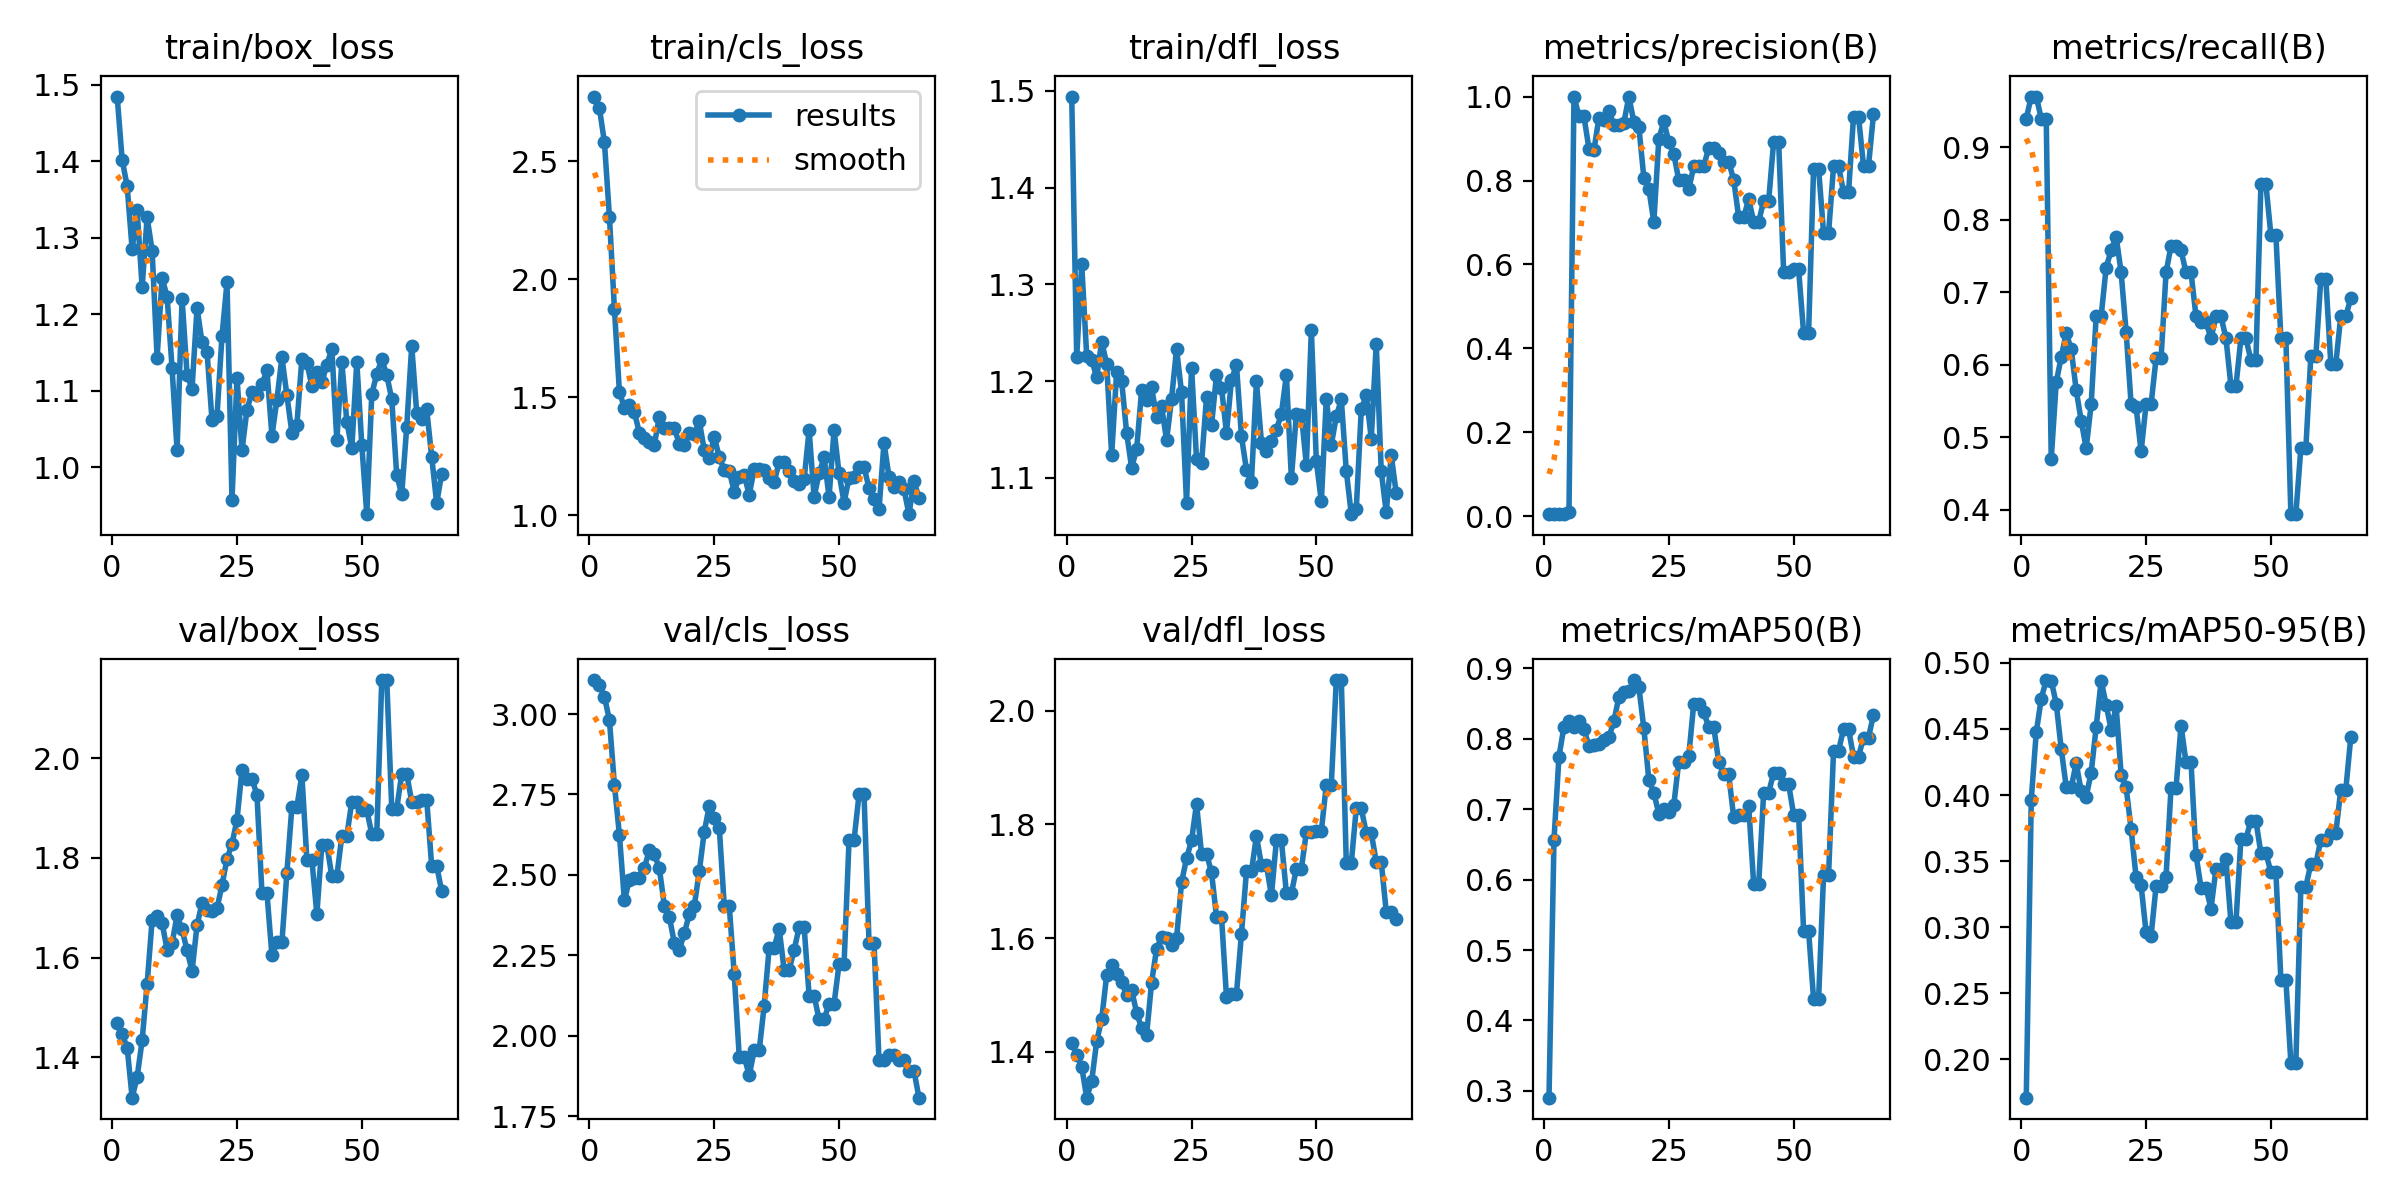 train/box_loss
1.5
1.4
1.3
1.2
1.1
1.0
0 25 50
train/cls_loss
results
smooth
2.5
2.0
1.5
1.0
0 25 50
train/dfl_loss
1.5
1.4
1.3
1.2
1.1
0 25 50
metrics/precision(B)
1.0
0.8
0.6
0.4
0.2
0.0
0 25 50
metrics/recall(B)
0.9
0.8
0.7
0.6
0.5
0.4
0 25 50
val/box_loss
2.0
1.8
1.6
1.4
0 25 50
val/cls_loss
3.00
2.75
2.50
2.25
2.00
1.75
0 25 50
val/dfl_loss
2.0
1.8
1.6
1.4
0 25 50
metrics/mAP50(B)
0.9
0.8
0.7
0.6
0.5
0.4
0.3
0 25 50
metrics/mAP50-95(B)
0.50
0.45
0.40
0.35
0.30
0.25
0.20
0 25 50